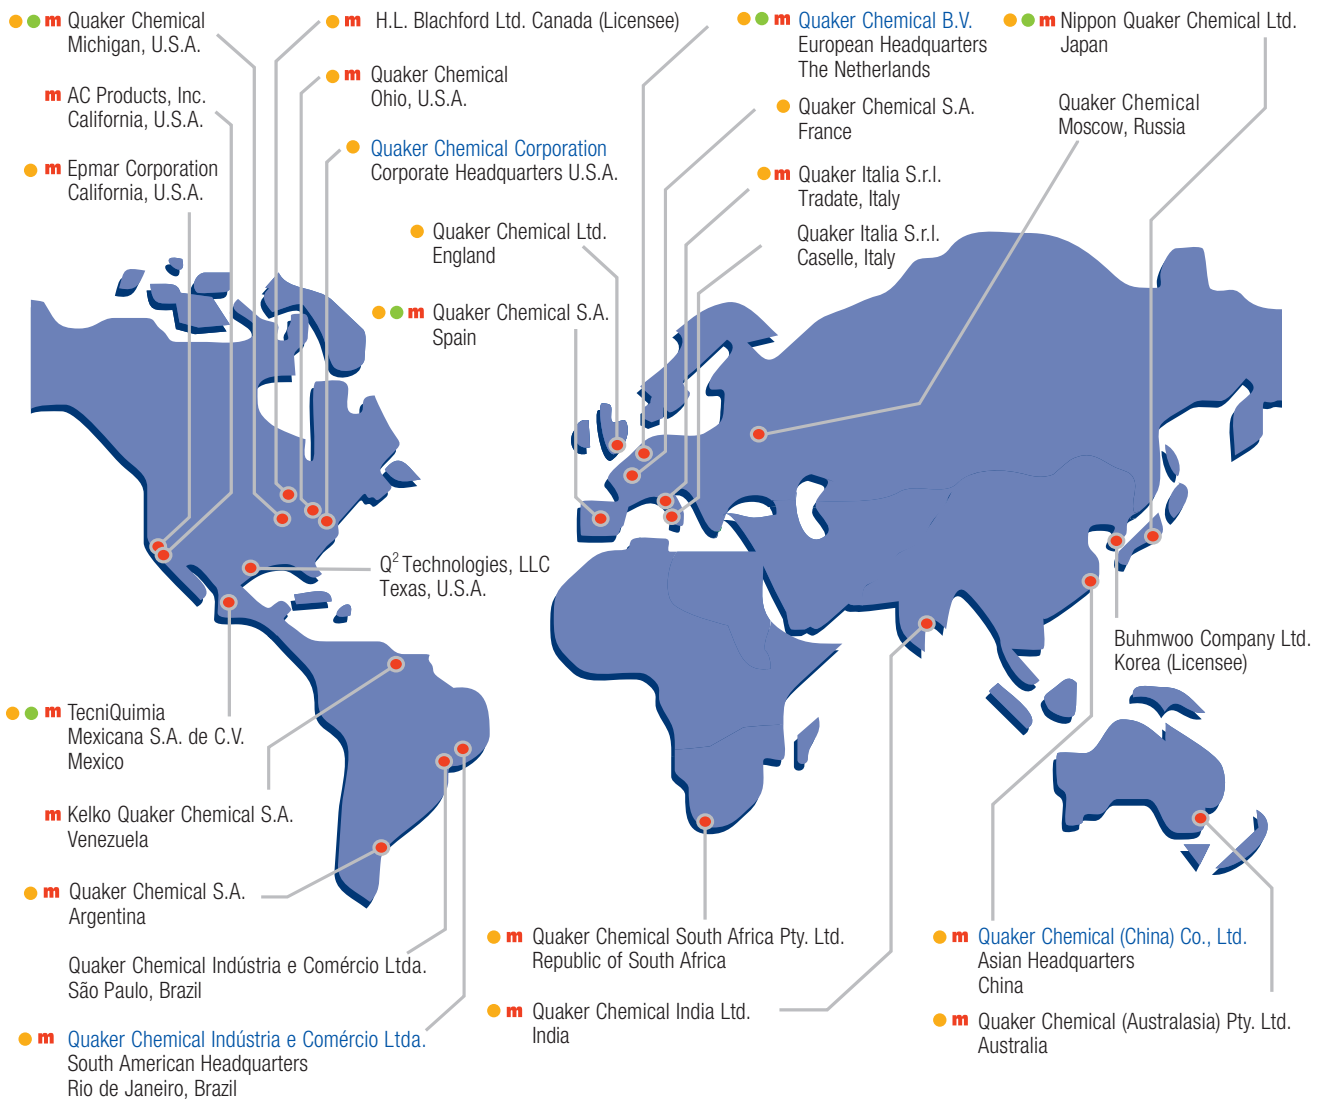 m Quaker Chemical
Michigan, U.S.A.
m AC Products, Inc.
California, U.S.A.
m Epmar Corporation
California, U.S.A.
m H.L. Blachford Ltd. Canada (Licensee)
m Quaker Chemical
Ohio, U.S.A.
Quaker Chemical Corporation
Corporate Headquarters U.S.A.
Quaker Chemical Ltd.
England
m Quaker Chemical S.A.
Spain
m Quaker Chemical B.V.
European Headquarters
The Netherlands
Quaker Chemical S.A.
France
m Quaker Italia S.r.l.
Tradate, Italy
Quaker Italia S.r.l.
Caselle, Italy
m Nippon Quaker Chemical Ltd.
Japan
Quaker Chemical
Moscow, Russia
Q2 Technologies, LLC
Texas, U.S.A.
Buhmwoo Company Ltd.
Korea (Licensee)
m TecniQuimia
Mexicana S.A. de C.V.
Mexico
m Kelko Quaker Chemical S.A.
Venezuela
m Quaker Chemical S.A.
Argentina
Quaker Chemical Indústria e Comércio Ltda.
São Paulo, Brazil
m Quaker Chemical Indústria e Comércio Ltda.
South American Headquarters
Rio de Janeiro, Brazil
m Quaker Chemical South Africa Pty. Ltd.
Republic of South Africa
m Quaker Chemical India Ltd.
India
m Quaker Chemical (China) Co., Ltd.
Asian Headquarters
China
m Quaker Chemical (Australasia) Pty. Ltd.
Australia